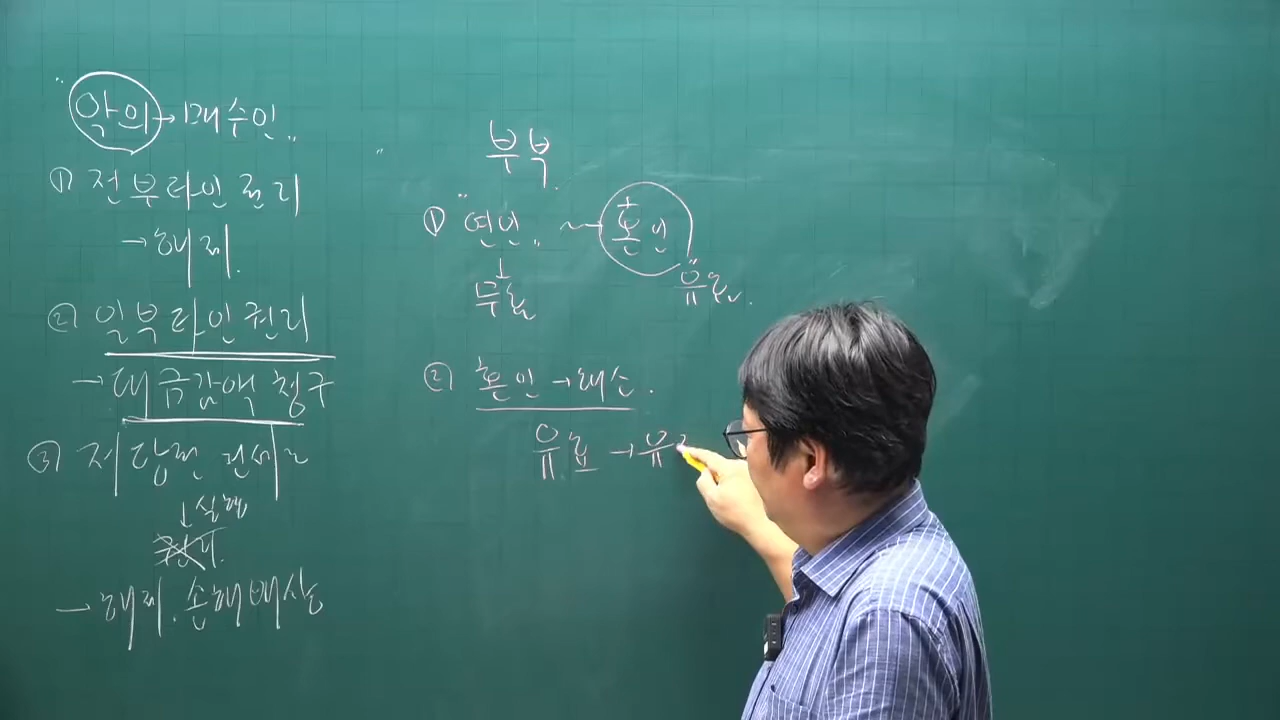 "악의→매수인"
① 전부타인권리
→해제.
② 일부타인권리
→대금감액청구
③ 저당권 전세권
↓실행
→해제. 손해배상
부부.
① "연인" ~ 혼인
↓
무효 "유효".
② 혼인→해소.
유효→유